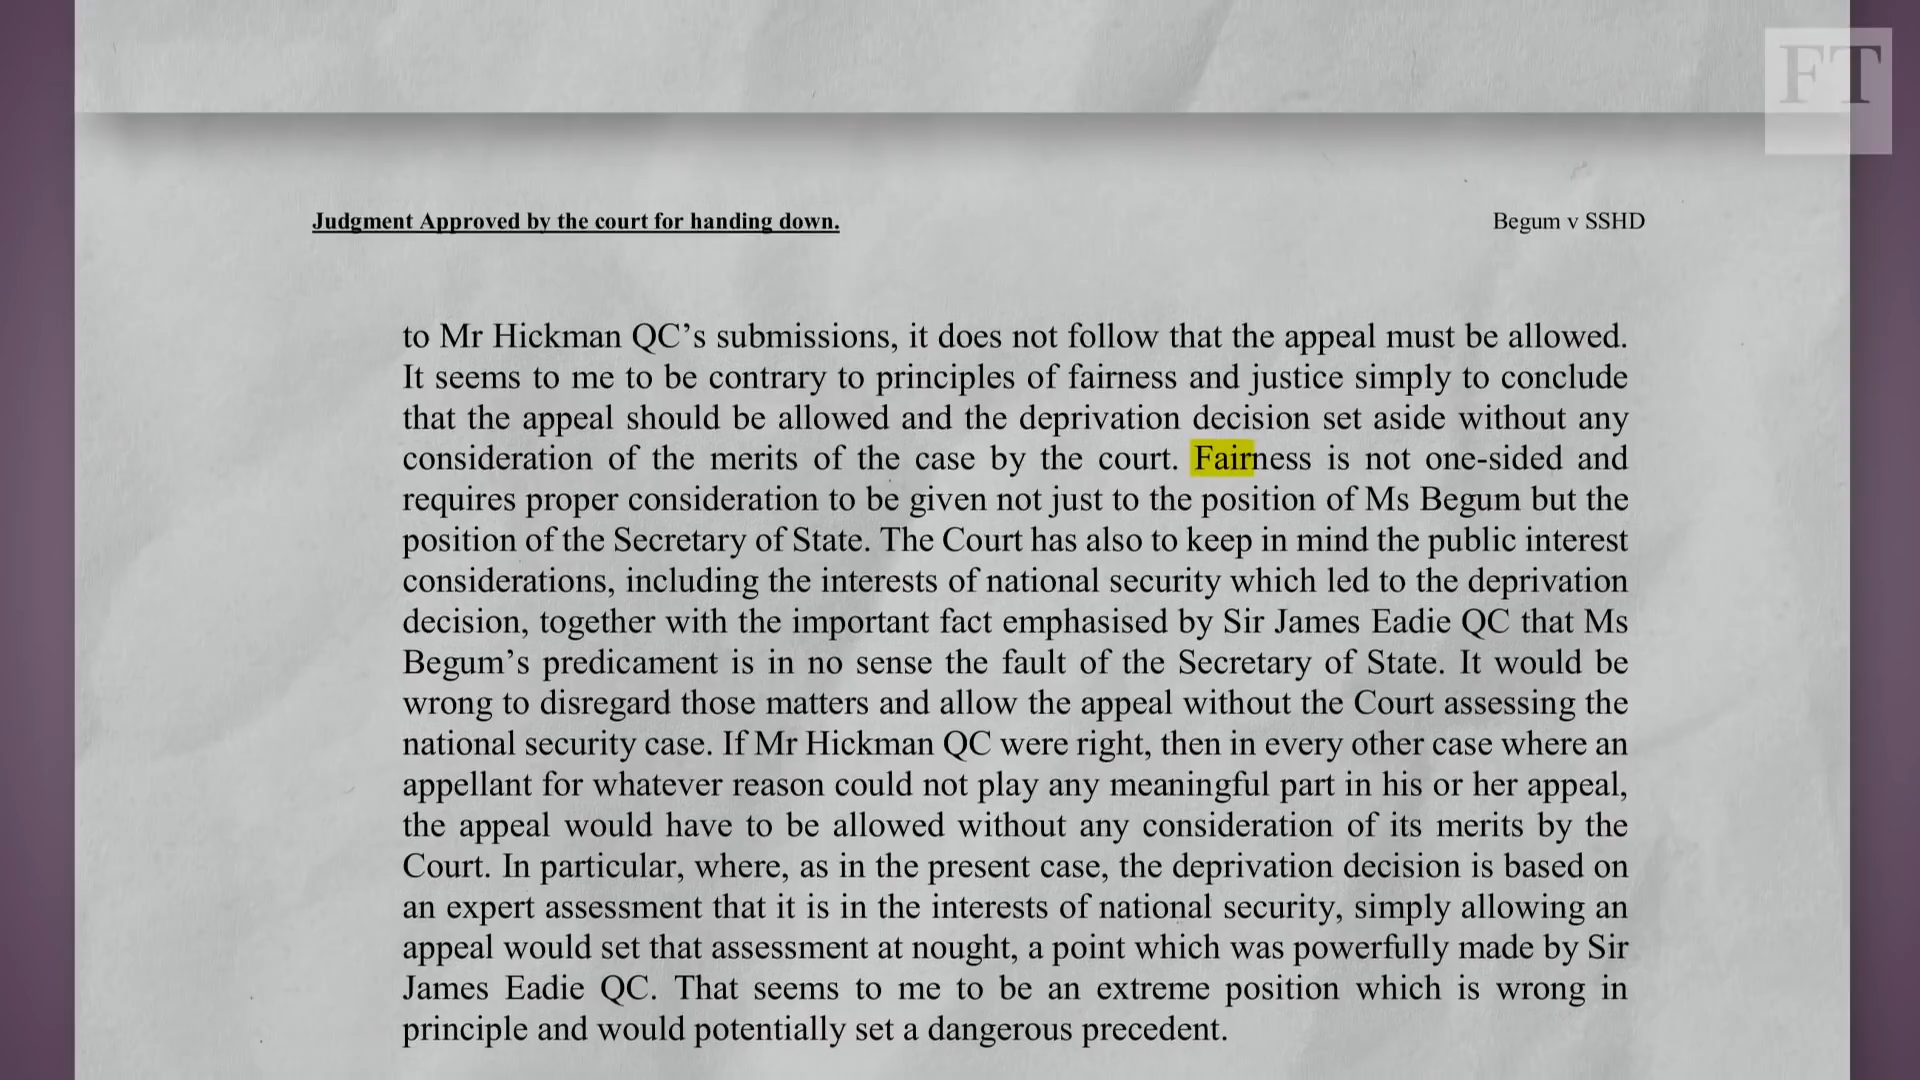 FT
Judgment Approved by the court for handing down.
Begum v SSHD
to Mr Hickman QC’s submissions, it does not follow that the appeal must be allowed.
It seems to me to be contrary to principles of fairness and justice simply to conclude
that the appeal should be allowed and the deprivation decision set aside without any
consideration of the merits of the case by the court. Fairness is not one-sided and
requires proper consideration to be given not just to the position of Ms Begum but the
position of the Secretary of State. The Court has also to keep in mind the public interest
considerations, including the interests of national security which led to the deprivation
decision, together with the important fact emphasised by Sir James Eadie QC that Ms
Begum’s predicament is in no sense the fault of the Secretary of State. It would be
wrong to disregard those matters and allow the appeal without the Court assessing the
national security case. If Mr Hickman QC were right, then in every other case where an
appellant for whatever reason could not play any meaningful part in his or her appeal,
the appeal would have to be allowed without any consideration of its merits by the
Court. In particular, where, as in the present case, the deprivation decision is based on
an expert assessment that it is in the interests of national security, simply allowing an
appeal would set that assessment at nought, a point which was powerfully made by Sir
James Eadie QC. That seems to me to be an extreme position which is wrong in
principle and would potentially set a dangerous precedent.